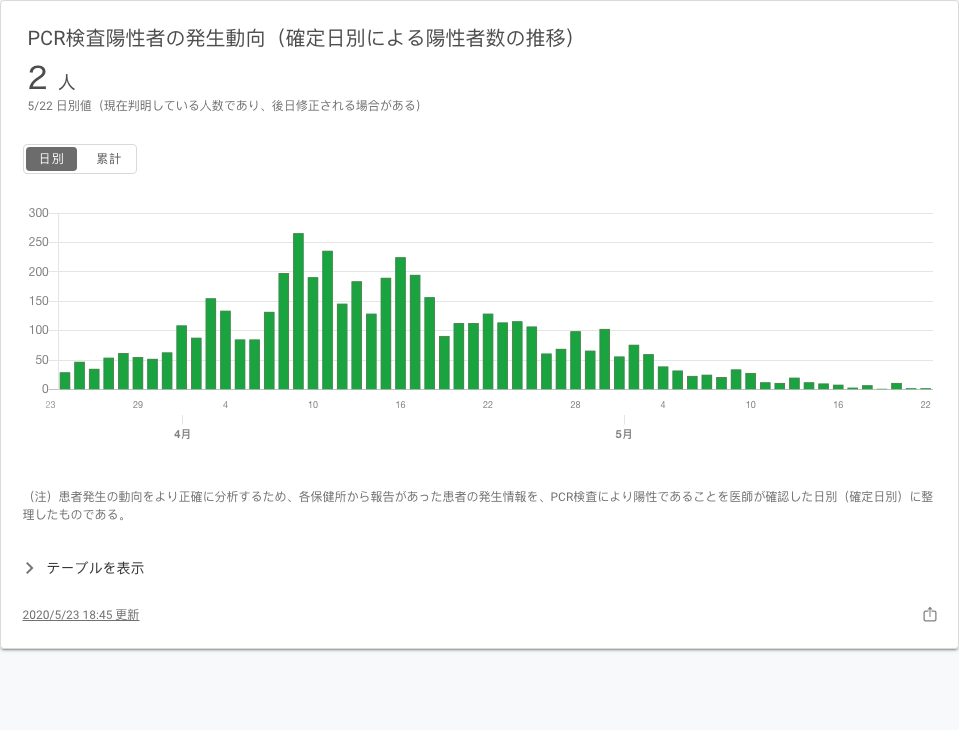 PCR検査陽性者の発生動向（確定日別による陽性者数の推移）
2 人
5/22 日別値（現在判明している人数であり、後日修正される場合がある）
日別 累計
300
250
200
150
100
50
0
23 29 4 10 16 22 28 4 10 16 22
4月 5月
（注）患者発生の動向をより正確に分析するため、各保健所から報告があった患者の発生情報を、PCR検査により陽性であることを医師が確認した日別（確定日別）に整
理したものである。
テーブルを表示
2020/5/23 18:45 更新